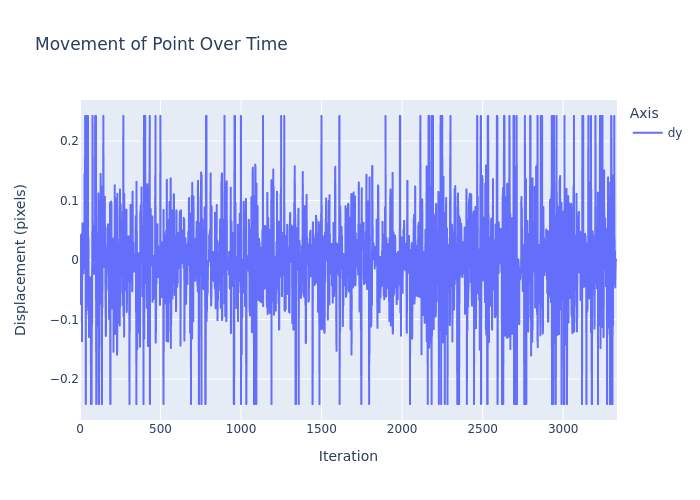 Movement of Point Over Time
Axis
dy
0.2
0.1
0
−0.1
−0.2
Displacement (pixels)
0 500 1000 1500 2000 2500 3000
Iteration